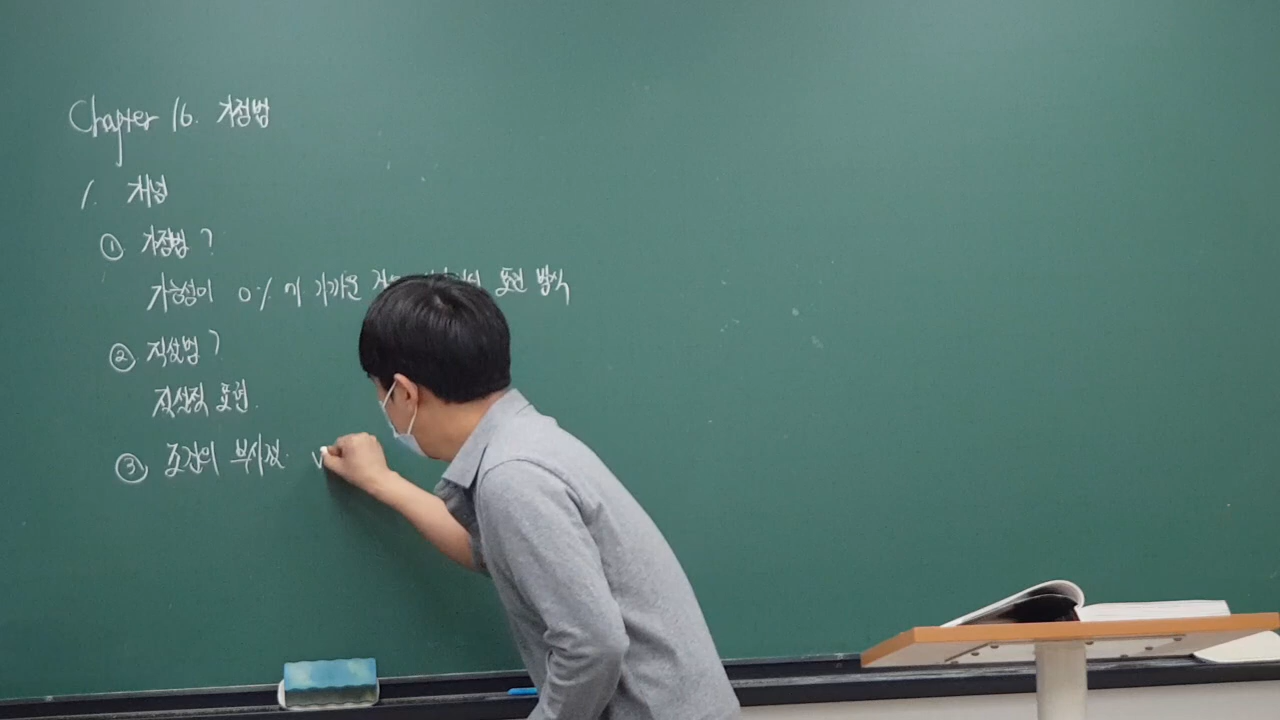 Chapter 16. 가정법
1. 개념
① 가정법?
가능성이 0%에 가까운 표현 방식
② 직설법?
직설적 표현.
③ 조건의 부사절 v